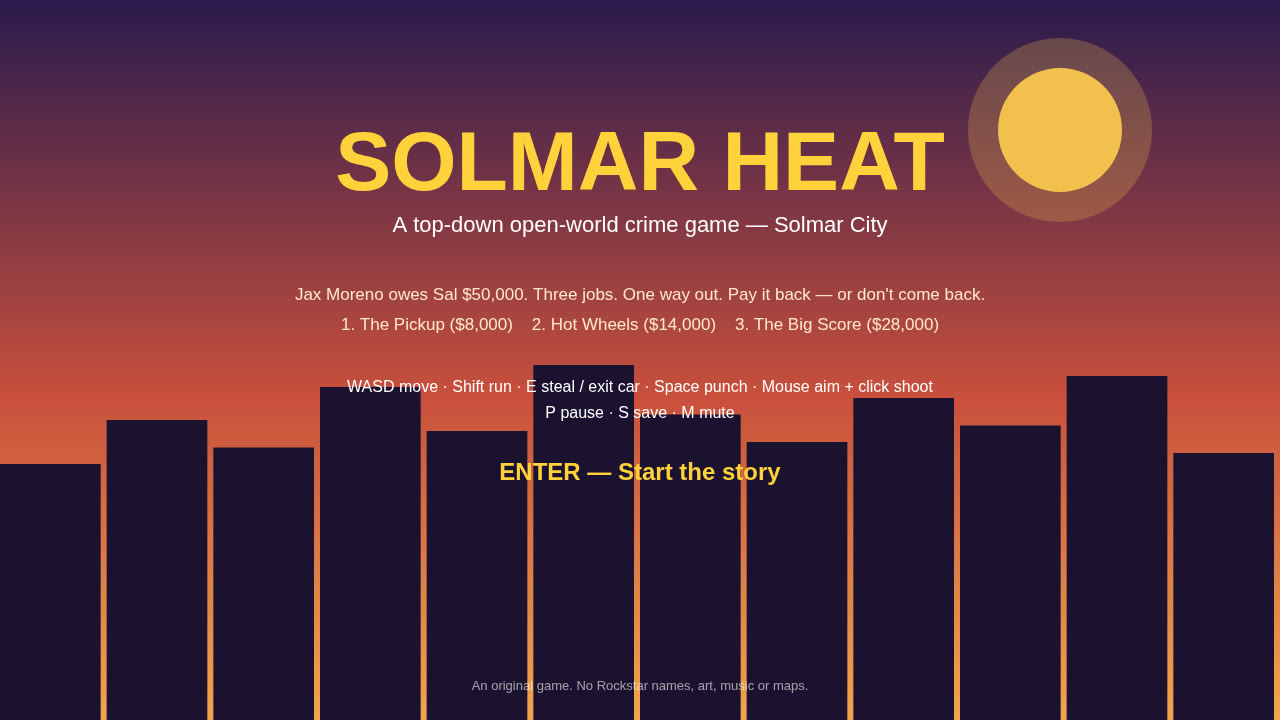 SOLMAR HEAT
A top-down open-world crime game — Solmar City
Jax Moreno owes Sal $50,000. Three jobs. One way out. Pay it back — or don't come back.
1. The Pickup ($8,000) 2. Hot Wheels ($14,000) 3. The Big Score ($28,000)
WASD move · Shift run · E steal / exit car · Space punch · Mouse aim + click shoot
P pause · S save · M mute
ENTER — Start the story
An original game. No Rockstar names, art, music or maps.